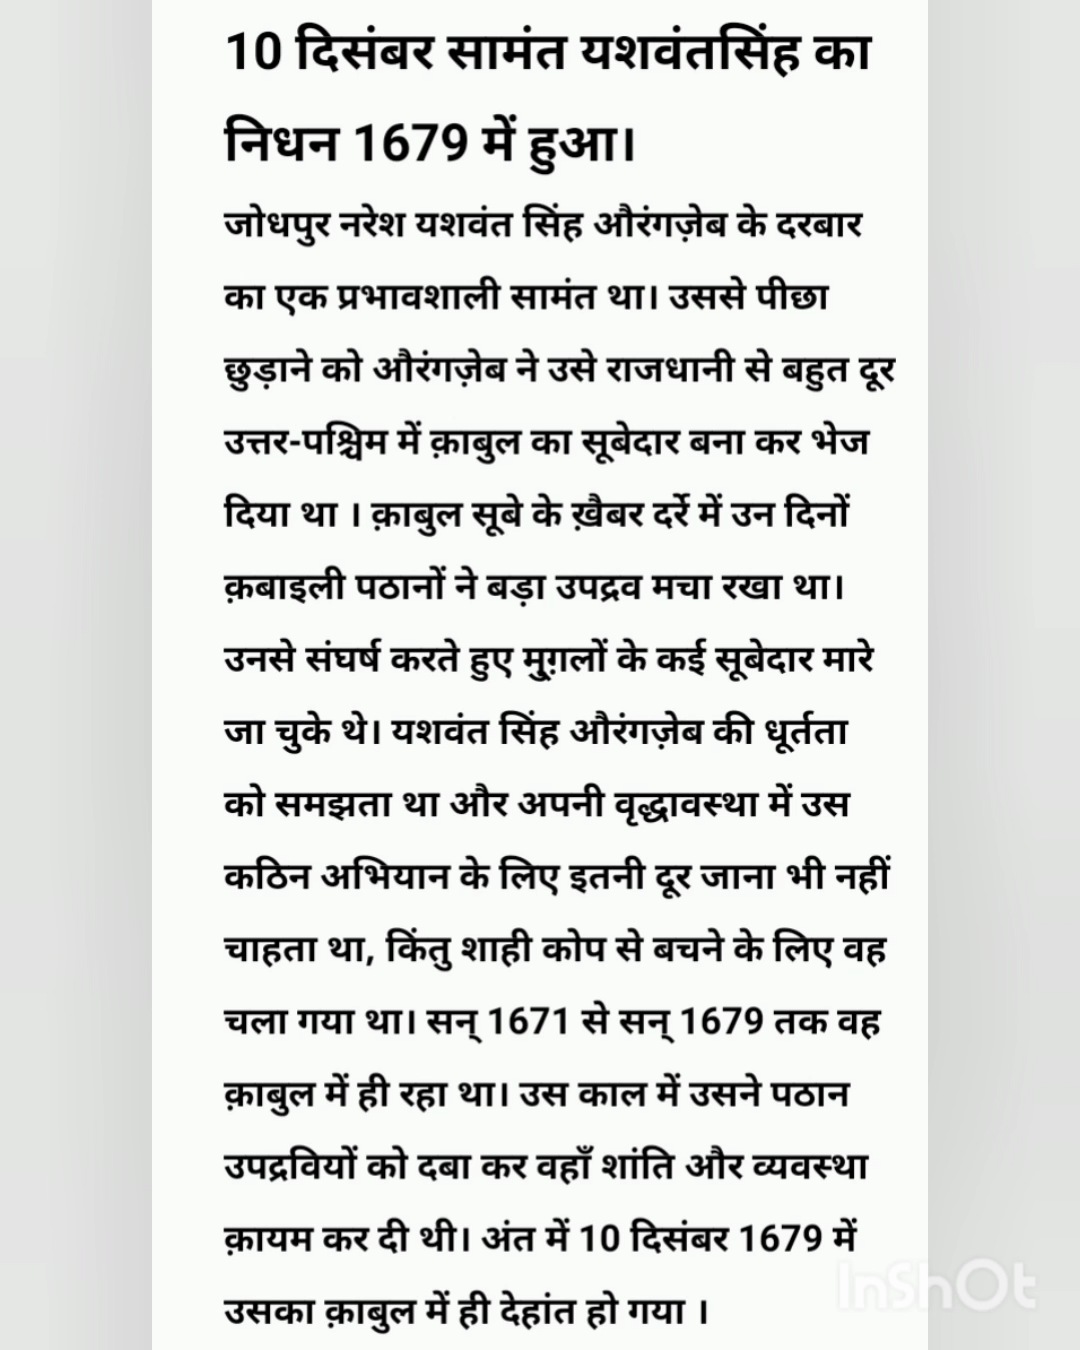 10 दिसंबर सामंत यशवंतसिंह का
निधन 1679 में हुआ।
जोधपुर नरेश यशवंत सिंह औरंगज़ेब के दरबार
का एक प्रभावशाली सामंत था। उससे पीछा
छुड़ाने को औरंगज़ेब ने उसे राजधानी से बहुत दूर
उत्तर-पश्चिम में क़ाबुल का सूबेदार बना कर भेज
दिया था । क़ाबुल सूबे के ख़ैबर दर्रे में उन दिनों
क़बाइली पठानों ने बड़ा उपद्रव मचा रखा था।
उनसे संघर्ष करते हुए मु्ग़लों के कई सूबेदार मारे
जा चुके थे। यशवंत सिंह औरंगज़ेब की धूर्तता
को समझता था और अपनी वृद्धावस्था में उस
कठिन अभियान के लिए इतनी दूर जाना भी नहीं
चाहता था, किंतु शाही कोप से बचने के लिए वह
चला गया था। सन् 1671 से सन् 1679 तक वह
क़ाबुल में ही रहा था। उस काल में उसने पठान
उपद्रवियों को दबा कर वहाँ शांति और व्यवस्था
क़ायम कर दी थी। अंत में 10 दिसंबर 1679 में
उसका क़ाबुल में ही देहांत हो गया ।
InShOt